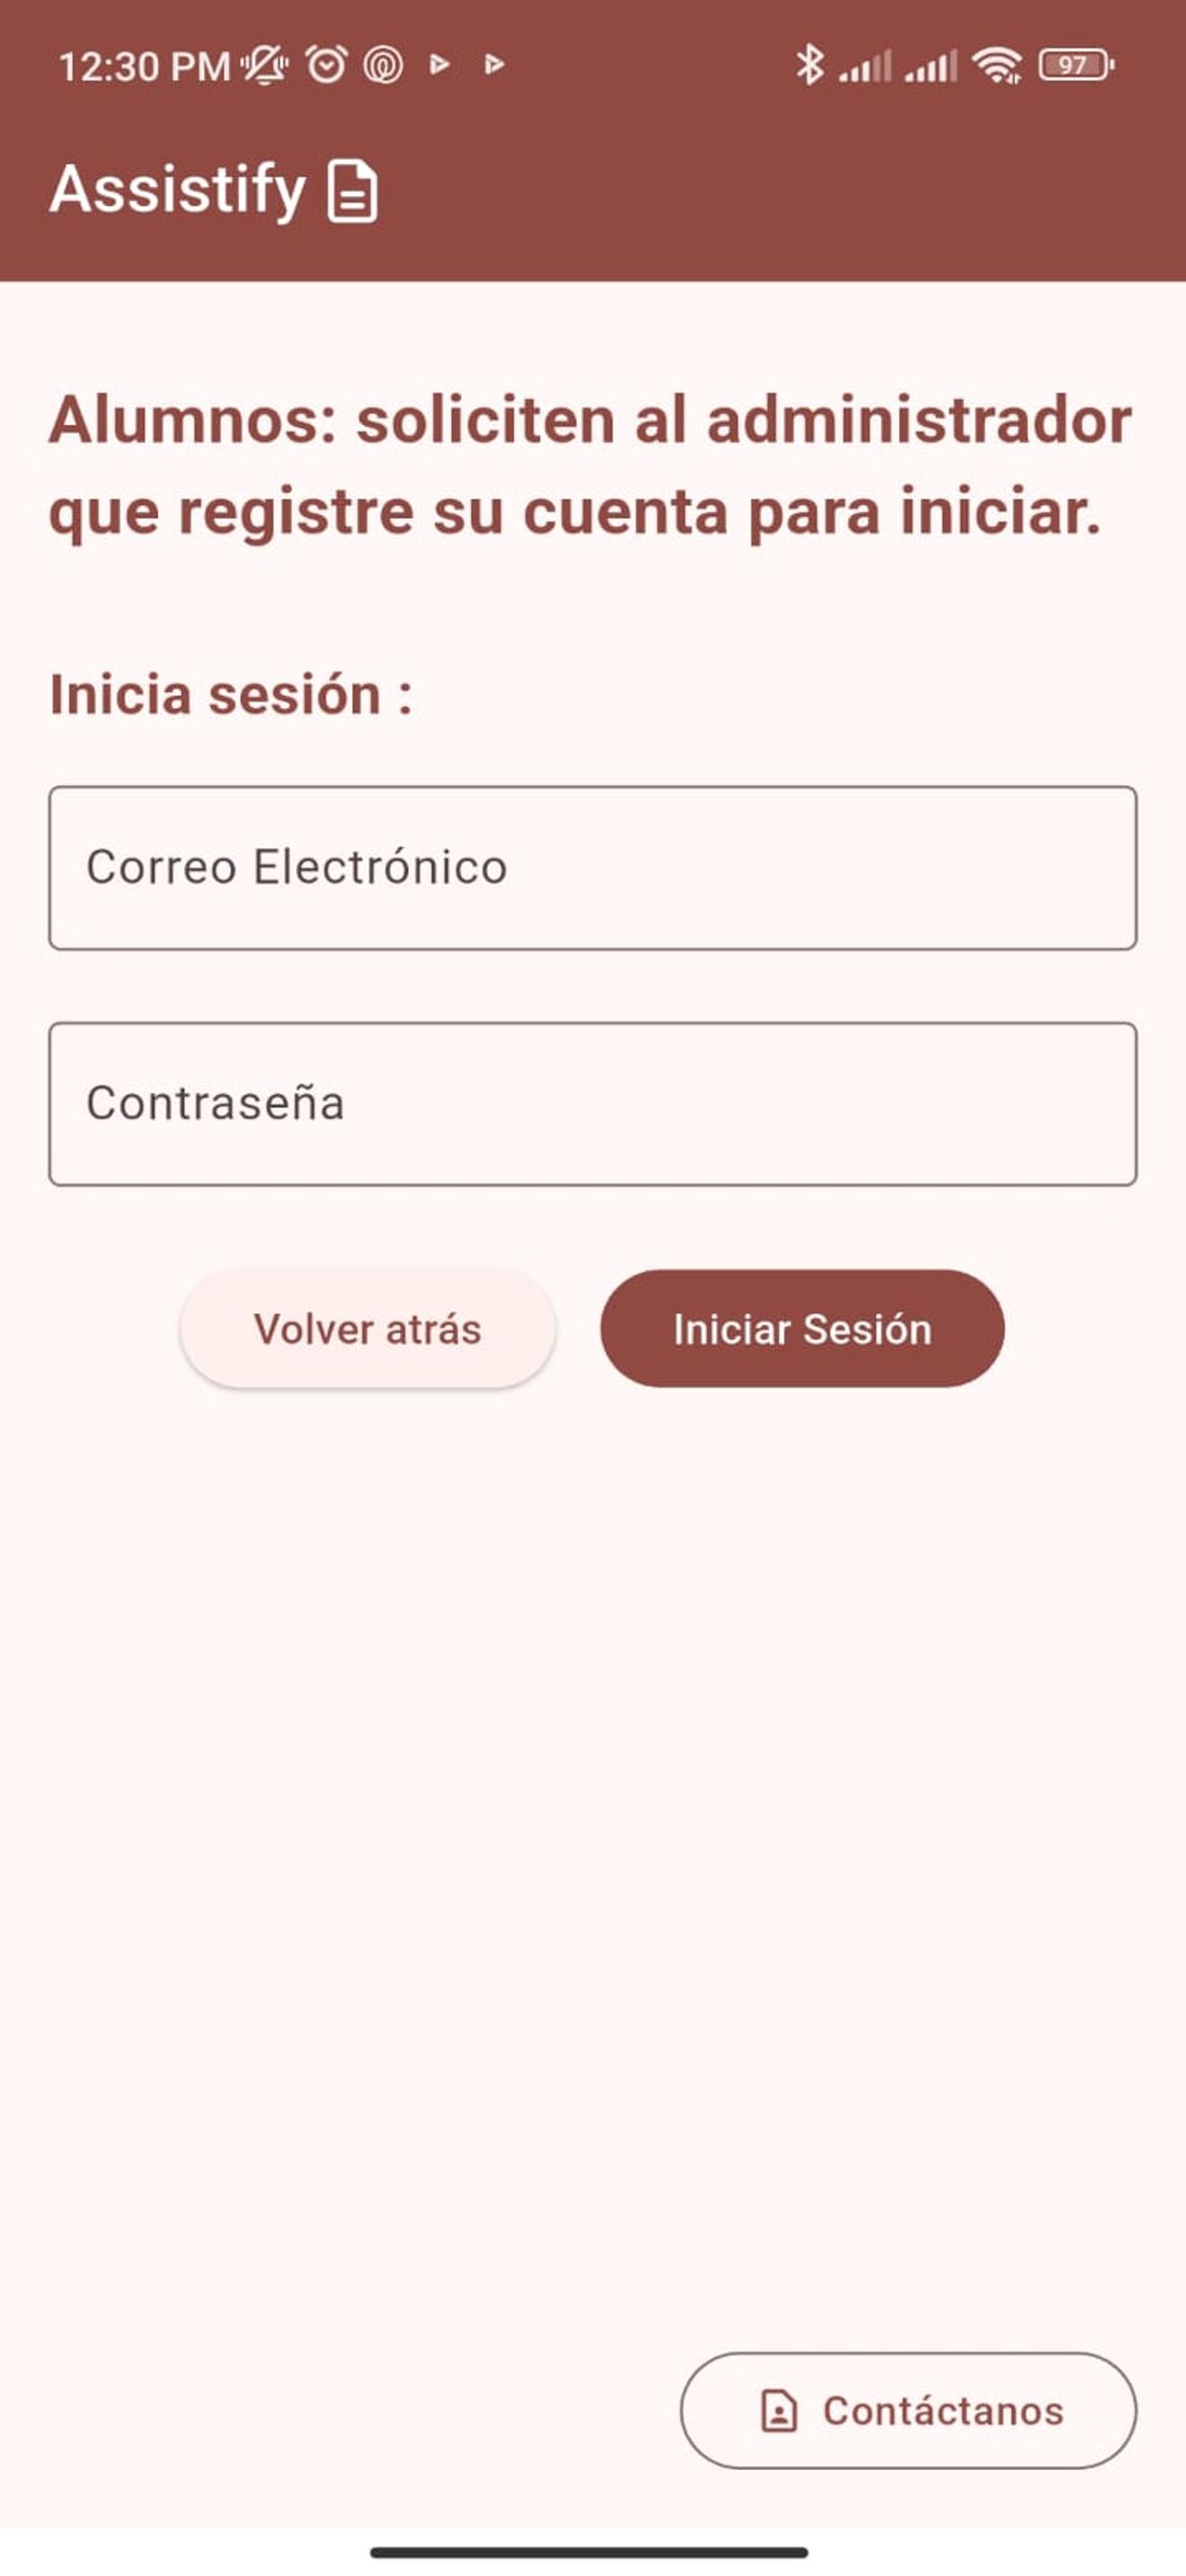 12:30 PM
97
Assistify
Alumnos: soliciten al administrador
que registre su cuenta para iniciar.
Inicia sesión :
Correo Electrónico
Contraseña
Volver atrás
Iniciar Sesión
Contáctanos